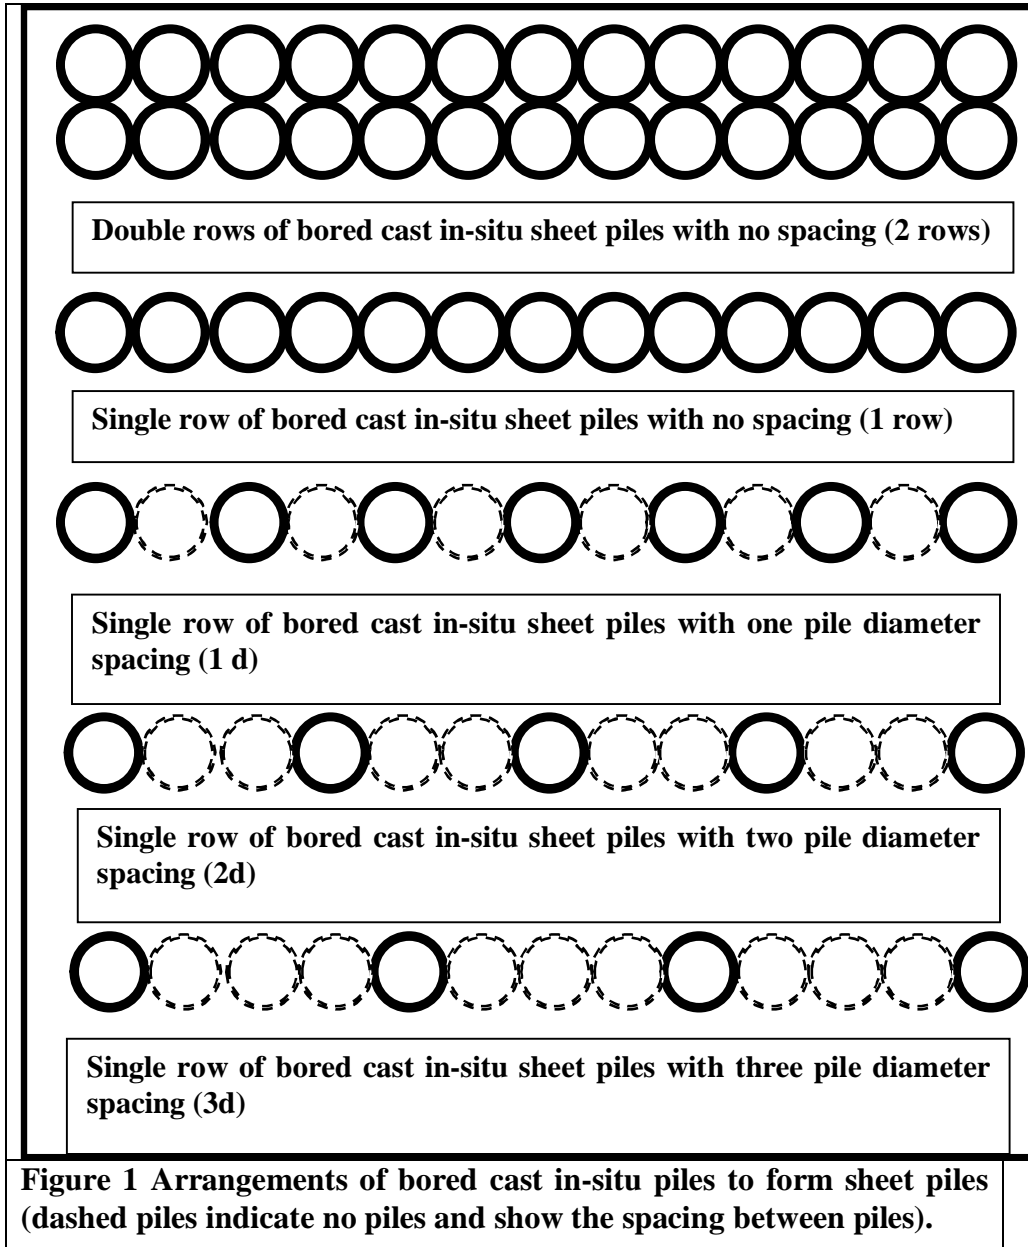 Double rows of bored cast in-situ sheet piles with no spacing (2 rows)
Single row of bored cast in-situ sheet piles with no spacing (1 row)
Single row of bored cast in-situ sheet piles with one pile diameter
spacing (1 d)
Single row of bored cast in-situ sheet piles with two pile diameter
spacing (2d)
Single row of bored cast in-situ sheet piles with three pile diameter
spacing (3d)
Figure 1 Arrangements of bored cast in-situ piles to form sheet piles
(dashed piles indicate no piles and show the spacing between piles).